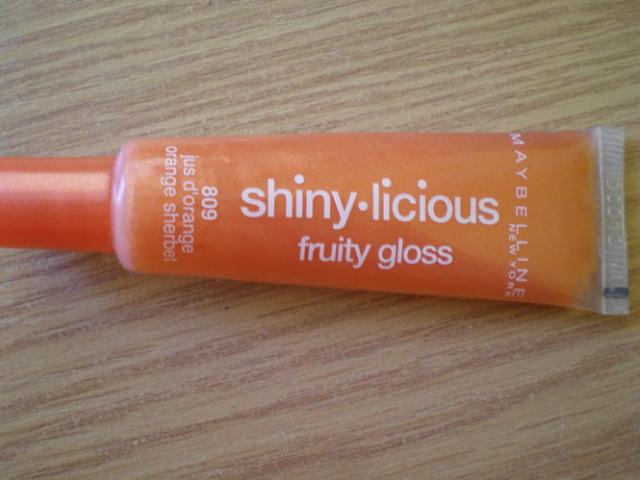 809
jus d'orange
orange sherbet
shiny·licious
fruity gloss
MAYBELLINE
NEW YORK